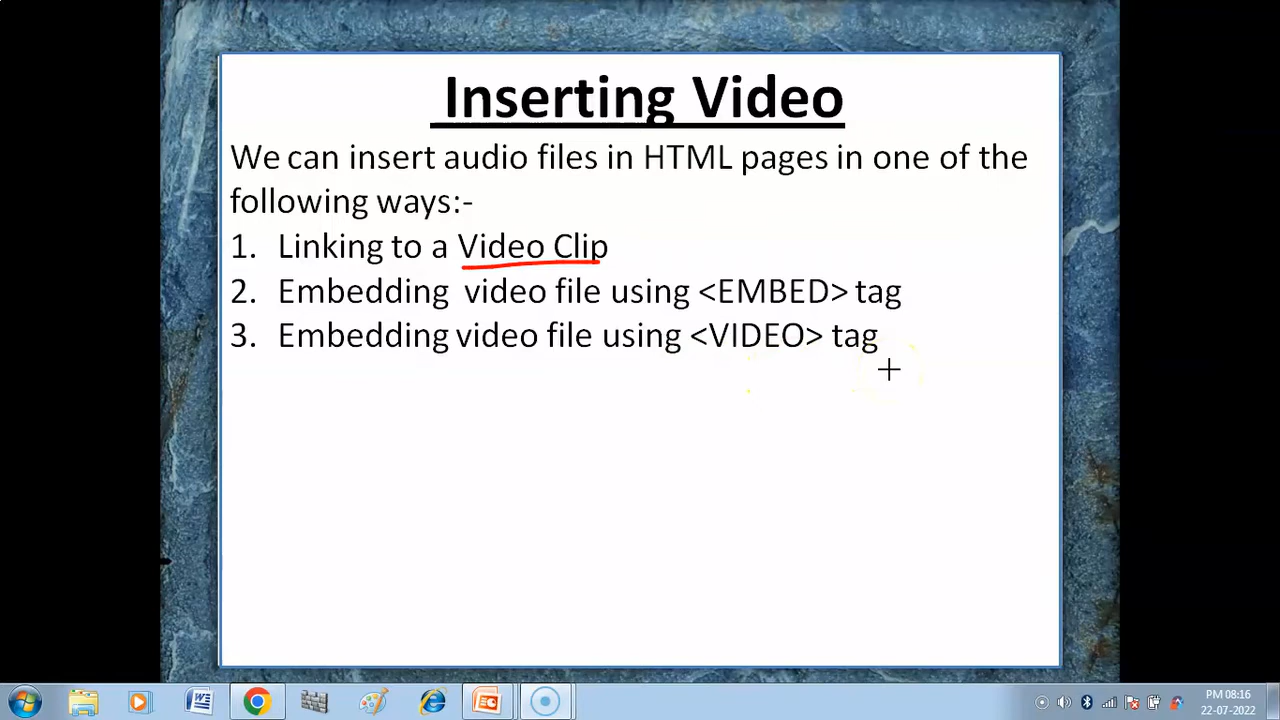 Inserting Video
We can insert audio files in HTML pages in one of the
following ways:-
1. Linking to a Video Clip
2. Embedding video file using <EMBED> tag
3. Embedding video file using <VIDEO> tag
PM 08:16
22-07-2022